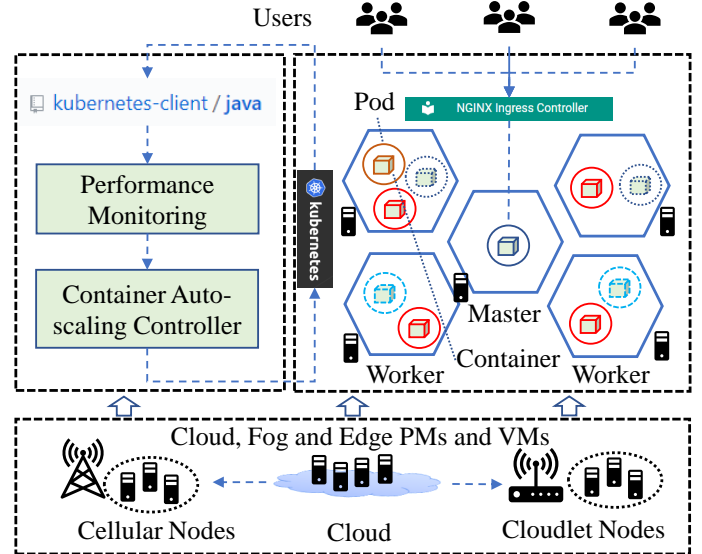 Users
kubernetes-client / java
NGINX Ingress Controller
Pod
Performance
Monitoring
kubernetes
Container Auto-
scaling Controller
Master
Container
Worker
Worker
Cloud, Fog and Edge PMs and VMs
Cellular Nodes
Cloud
Cloudlet Nodes